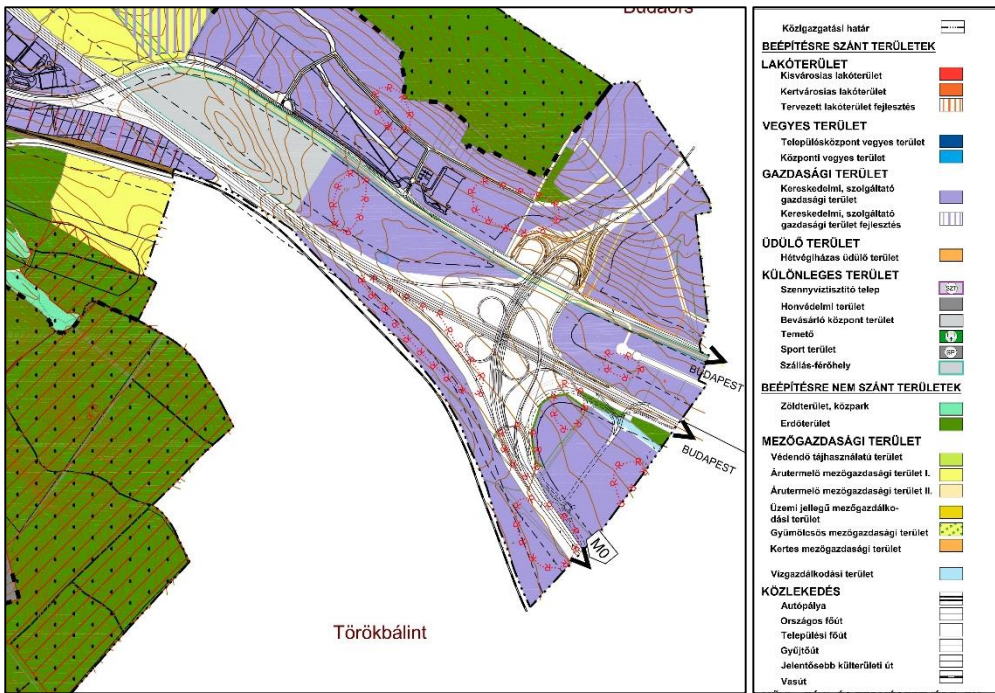 Budaörs
BUDAPEST
BUDAPEST
M0
Törökbálint
Közigazgatási határ
BEÉPÍTÉSRE SZÁNT TERÜLETEK
LAKÓTERÜLET
Kisvárosias lakóterület
Kertvárosias lakóterület
Tervezett lakóterület fejlesztés
VEGYES TERÜLET
Településközpont vegyes terület
Központi vegyes terület
GAZDASÁGI TERÜLET
Kereskedelmi, szolgáltató
gazdasági terület
Kereskedelmi, szolgáltató
gazdasági terület fejlesztés
ÜDÜLŐ TERÜLET
Hétvégiházas üdülő terület
KÜLÖNLEGES TERÜLET
Szennyvíztisztító telep
SZT
Honvédelmi terület
Bevásárló központ terület
Temető
Sport terület
SP
Szállás-férőhely
BEÉPÍTÉSRE NEM SZÁNT TERÜLETEK
Zöldterület, közpark
Erdőterület
MEZŐGAZDASÁGI TERÜLET
Védendő tájhasználatú terület
Árutermelő mezőgazdasági terület I.
Árutermelő mezőgazdasági terület II.
Üzemi jellegű mezőgazdálko-
dási terület
Gyümölcsös mezőgazdasági terület
Kertes mezőgazdasági terület
Vízgazdálkodási terület
KÖZLEKEDÉS
Autópálya
Országos főút
Települési főút
Gyűjtőút
Jelentősebb külterületi út
Vasút